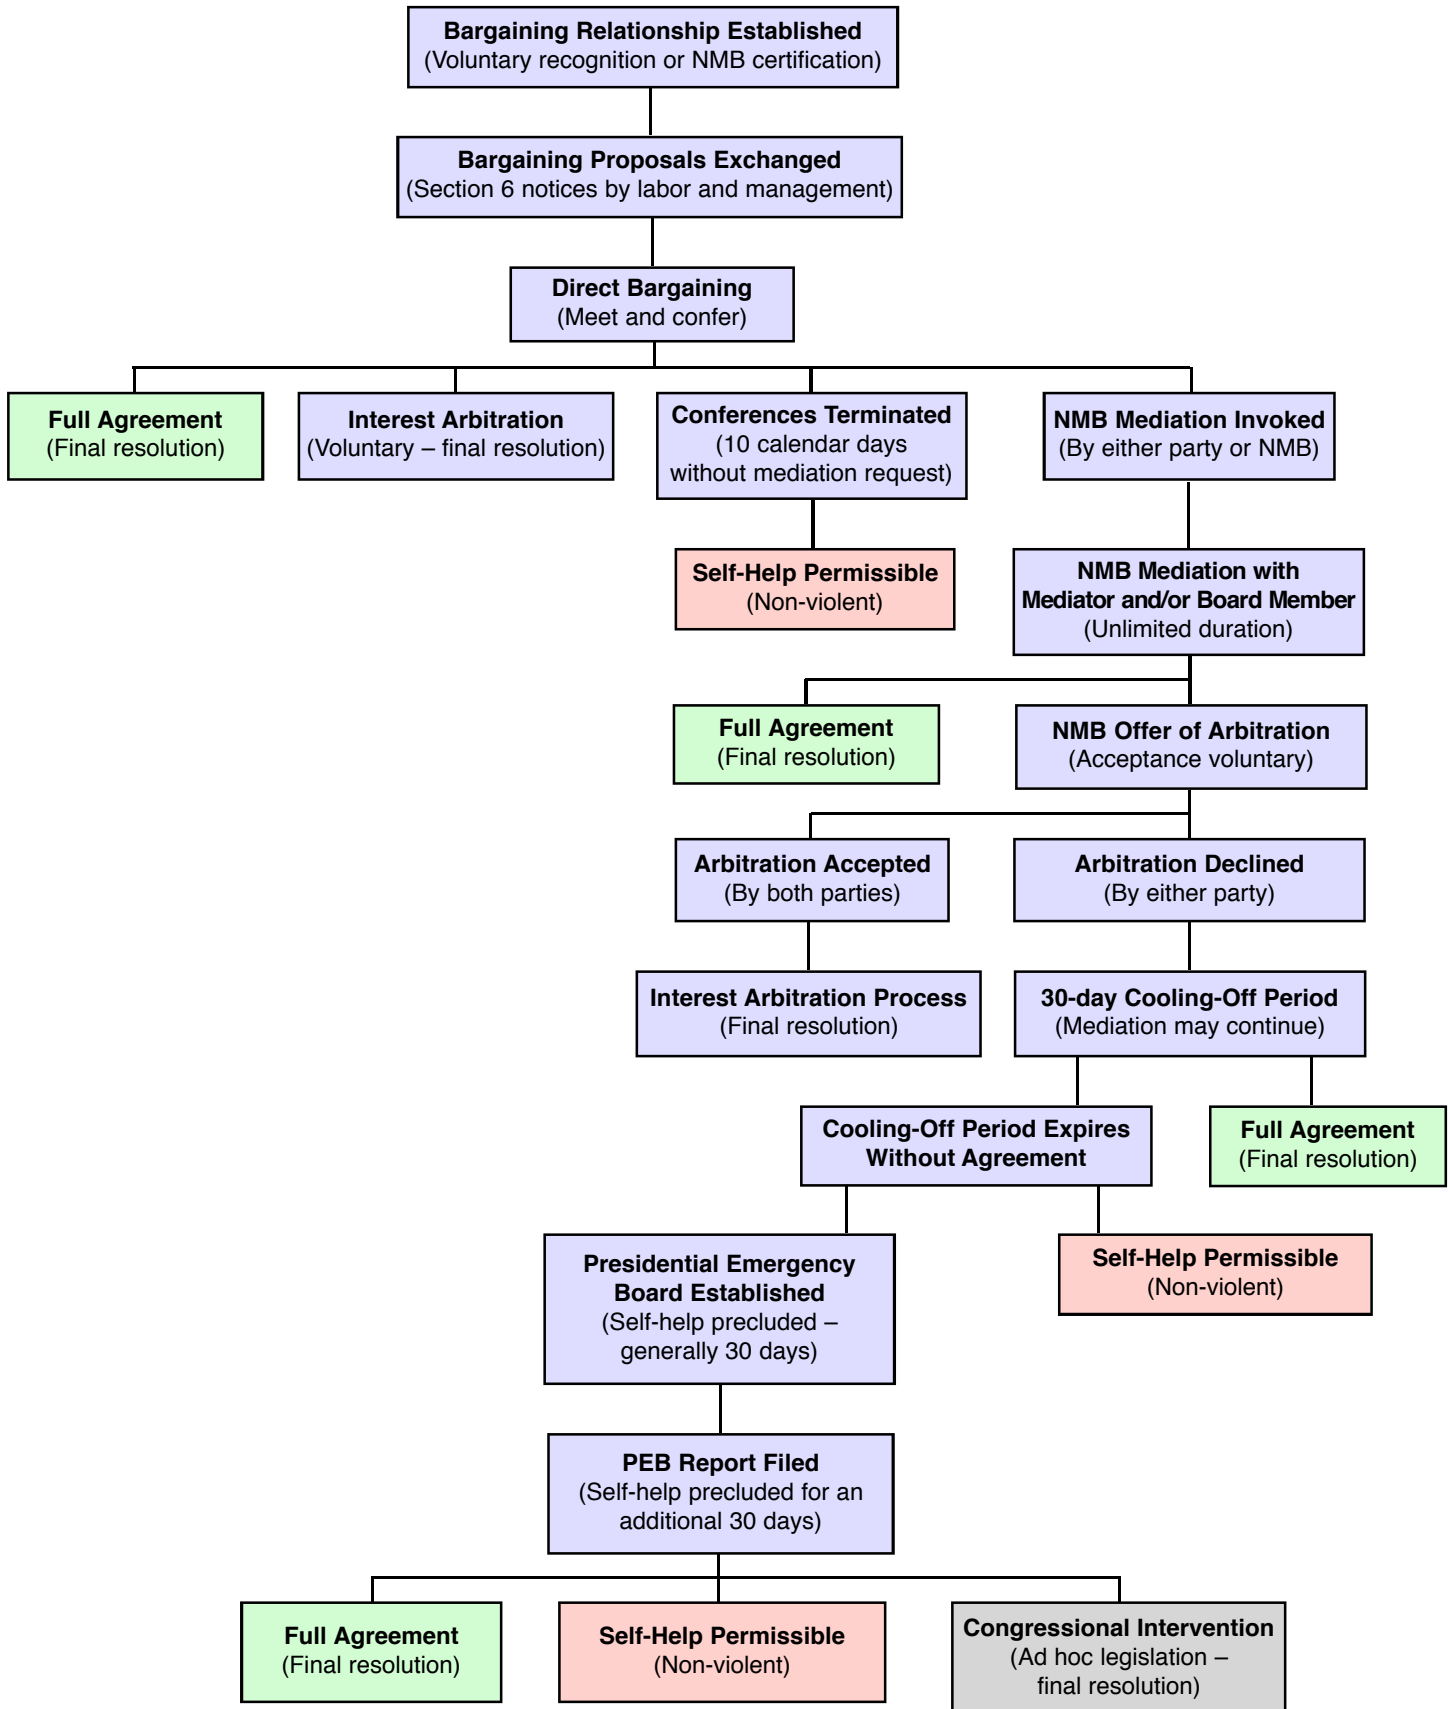 Bargaining Relationship Established
(Voluntary recognition or NMB certification)
Bargaining Proposals Exchanged
(Section 6 notices by labor and management)
Direct Bargaining
(Meet and confer)
Full Agreement
(Final resolution)
Interest Arbitration
(Voluntary – final resolution)
Conferences Terminated
(10 calendar days
without mediation request)
NMB Mediation Invoked
(By either party or NMB)
Self-Help Permissible
(Non-violent)
NMB Mediation with
Mediator and/or Board Member
(Unlimited duration)
Full Agreement
(Final resolution)
NMB Offer of Arbitration
(Acceptance voluntary)
Arbitration Accepted
(By both parties)
Arbitration Declined
(By either party)
Interest Arbitration Process
(Final resolution)
30-day Cooling-Off Period
(Mediation may continue)
Cooling-Off Period Expires
Without Agreement
Full Agreement
(Final resolution)
Presidential Emergency
Board Established
(Self-help precluded –
generally 30 days)
Self-Help Permissible
(Non-violent)
PEB Report Filed
(Self-help precluded for an
additional 30 days)
Full Agreement
(Final resolution)
Self-Help Permissible
(Non-violent)
Congressional Intervention
(Ad hoc legislation –
final resolution)